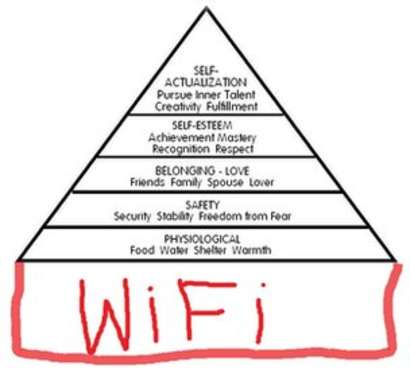 SELF-
ACTUALIZATION
Pursue Inner Talent
Creativity Fulfillment
SELF-ESTEEM
Achievement Mastery
Recognition Respect
BELONGING - LOVE
Friends Family Spouse Lover
SAFETY
Security Stability Freedom from Fear
PHYSIOLOGICAL
Food Water Shelter Warmth
WiFi